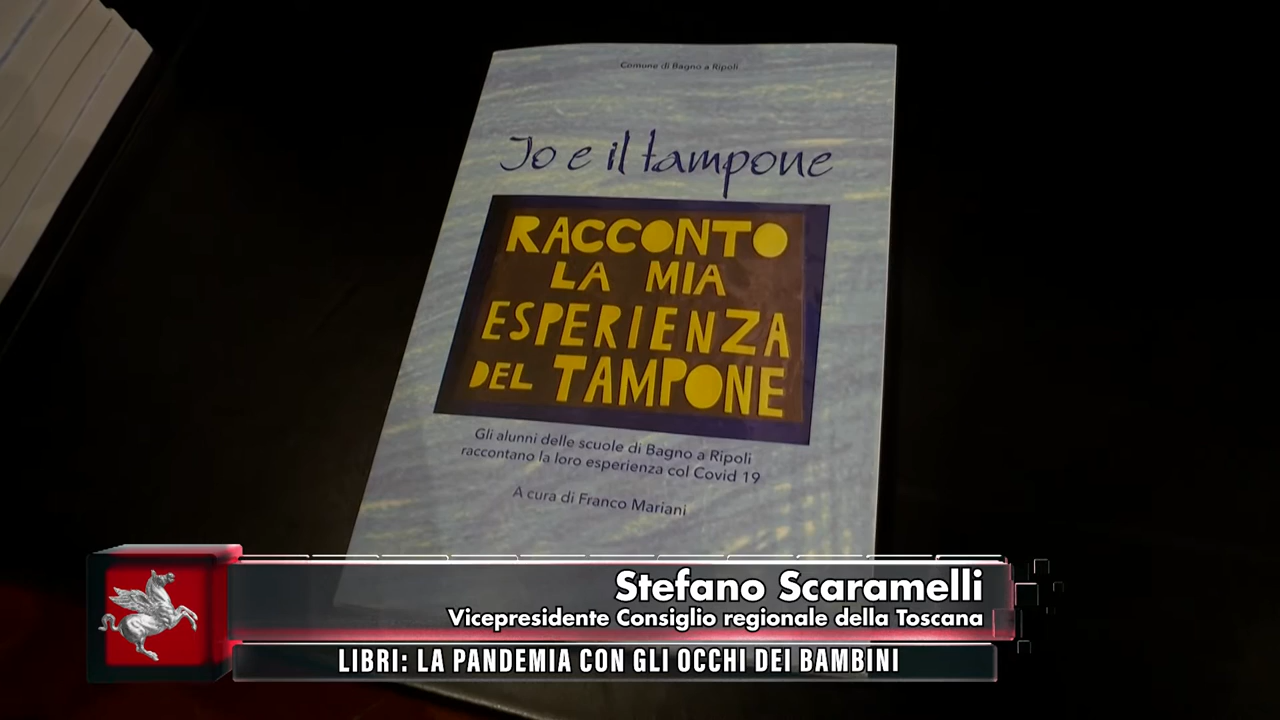 Comune di Bagno a Ripoli
Io e il tampone
RACCONTO
LA MIA
ESPERIENZA
DEL TAMPONE
Gli alunni delle scuole di Bagno a Ripoli
raccontano la loro esperienza col Covid 19
A cura di Franco Mariani
Stefano Scaramelli
Vicepresidente Consiglio regionale della Toscana
LIBRI: LA PANDEMIA CON GLI OCCHI DEI BAMBINI